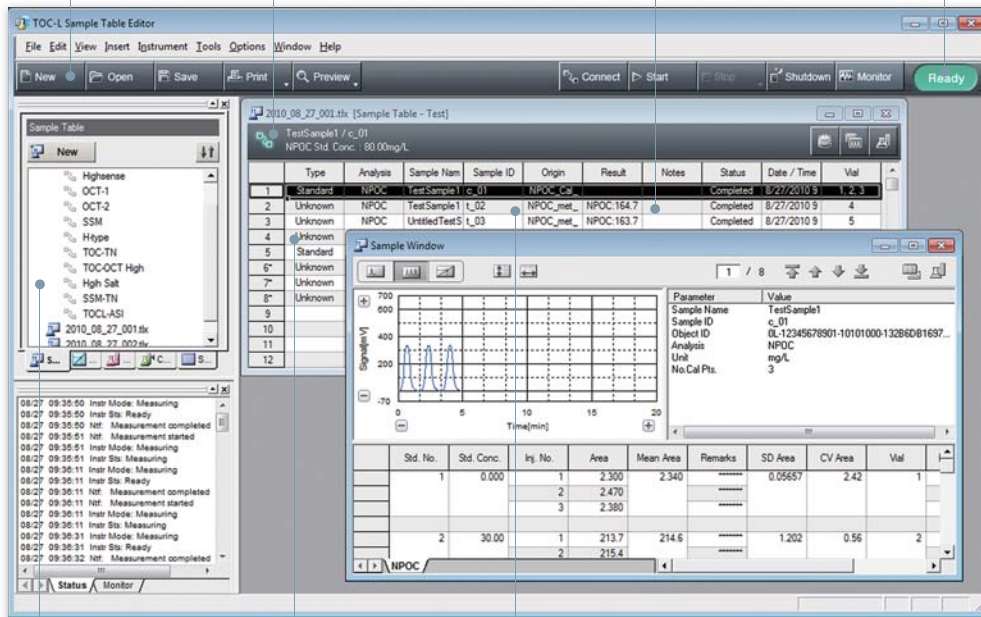 TOC-L Sample Table Editor
File Edit View Insert Instrument Tools Options Window Help
New Open Save Print Preview Connect Start Stop Shutdown Monitor Ready
Sample Table
New
Highsense
OCT-1
OCT-2
SSM
H-type
TOC-TN
TOC-OCT High
High Salt
SSM-TN
TOCL-ASI
2010_08_27_001.tlx
2010_08_27_002.tlx
S... ... ... C... S...
08/27 09:35:50 Instr Mode: Measuring
08/27 09:35:50 Instr Sts: Ready
08/27 09:35:50 Ntf: Measurement completed
08/27 09:35:51 Ntf: Measurement started
08/27 09:35:51 Instr Mode: Measuring
08/27 09:35:51 Instr Sts: Measuring
08/27 09:36:11 Instr Mode: Measuring
08/27 09:36:11 Instr Sts: Ready
08/27 09:36:11 Ntf: Measurement completed
08/27 09:36:11 Ntf: Measurement started
08/27 09:36:11 Instr Mode: Measuring
08/27 09:36:11 Instr Sts: Measuring
08/27 09:36:31 Instr Mode: Measuring
08/27 09:36:31 Instr Sts: Ready
08/27 09:36:32 Ntf: Measurement completed
Status Monitor
2010_08_27_001.tlx [Sample Table - Test]
TestSample1 / c_01
NPOC Std. Conc. : 80.00mg/L
Type Analysis Sample Nam Sample ID Origin Result Notes Status Date / Time Vial
1 Standard NPOC TestSample1 c_01 NPOC_Cal_ Completed 8/27/2010 9 1, 2, 3
2 Unknown NPOC TestSample1 t_02 NPOC_met_ NPOC:164.7 Completed 8/27/2010 9 4
3 Unknown NPOC UntitledTestS t_03 NPOC_met_ NPOC:163.7 Completed 8/27/2010 9 5
4 Unknown
5 Standard
6* Unknown
7* Unknown
8* Unknown
9
10
11
12
Sample Window
1 / 8
700
600
400
200
-70
Signal[mV]
0 5 10 15 20
Time[min]
Parameter Value
Sample Name TestSample1
Sample ID c_01
Object ID 0L-12345678901-10101000-132B6DB1697...
Analysis NPOC
Unit mg/L
No.Cal Pts. 3
Std. No. Std. Conc. Inj. No. Area Mean Area Remarks SD Area CV Area Vial
1 0.000 1 2.300 2.340 ******* 0.05657 2.42 1
2 2.470 *******
3 2.380 *******
2 30.00 1 213.7 214.6 ******* 1.202 0.56 2
2 215.4 *******
NPOC